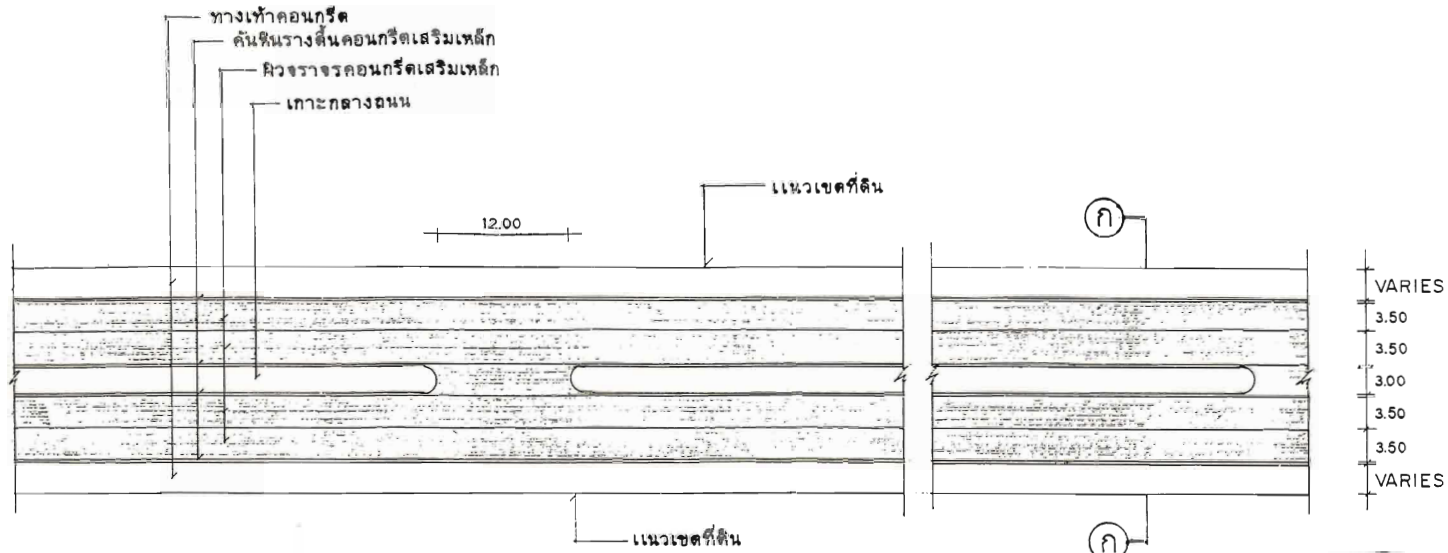 ทางเท้าคอนกรีต
คันหินรางตื้นคอนกรีตเสริมเหล็ก
ผิวจราจรคอนกรีตเสริมเหล็ก
เกาะกลางถนน
แนวเขตที่ดิน
12.00
ก
VARIES
3.50
3.50
3.00
3.50
3.50
VARIES
แนวเขตที่ดิน
ก